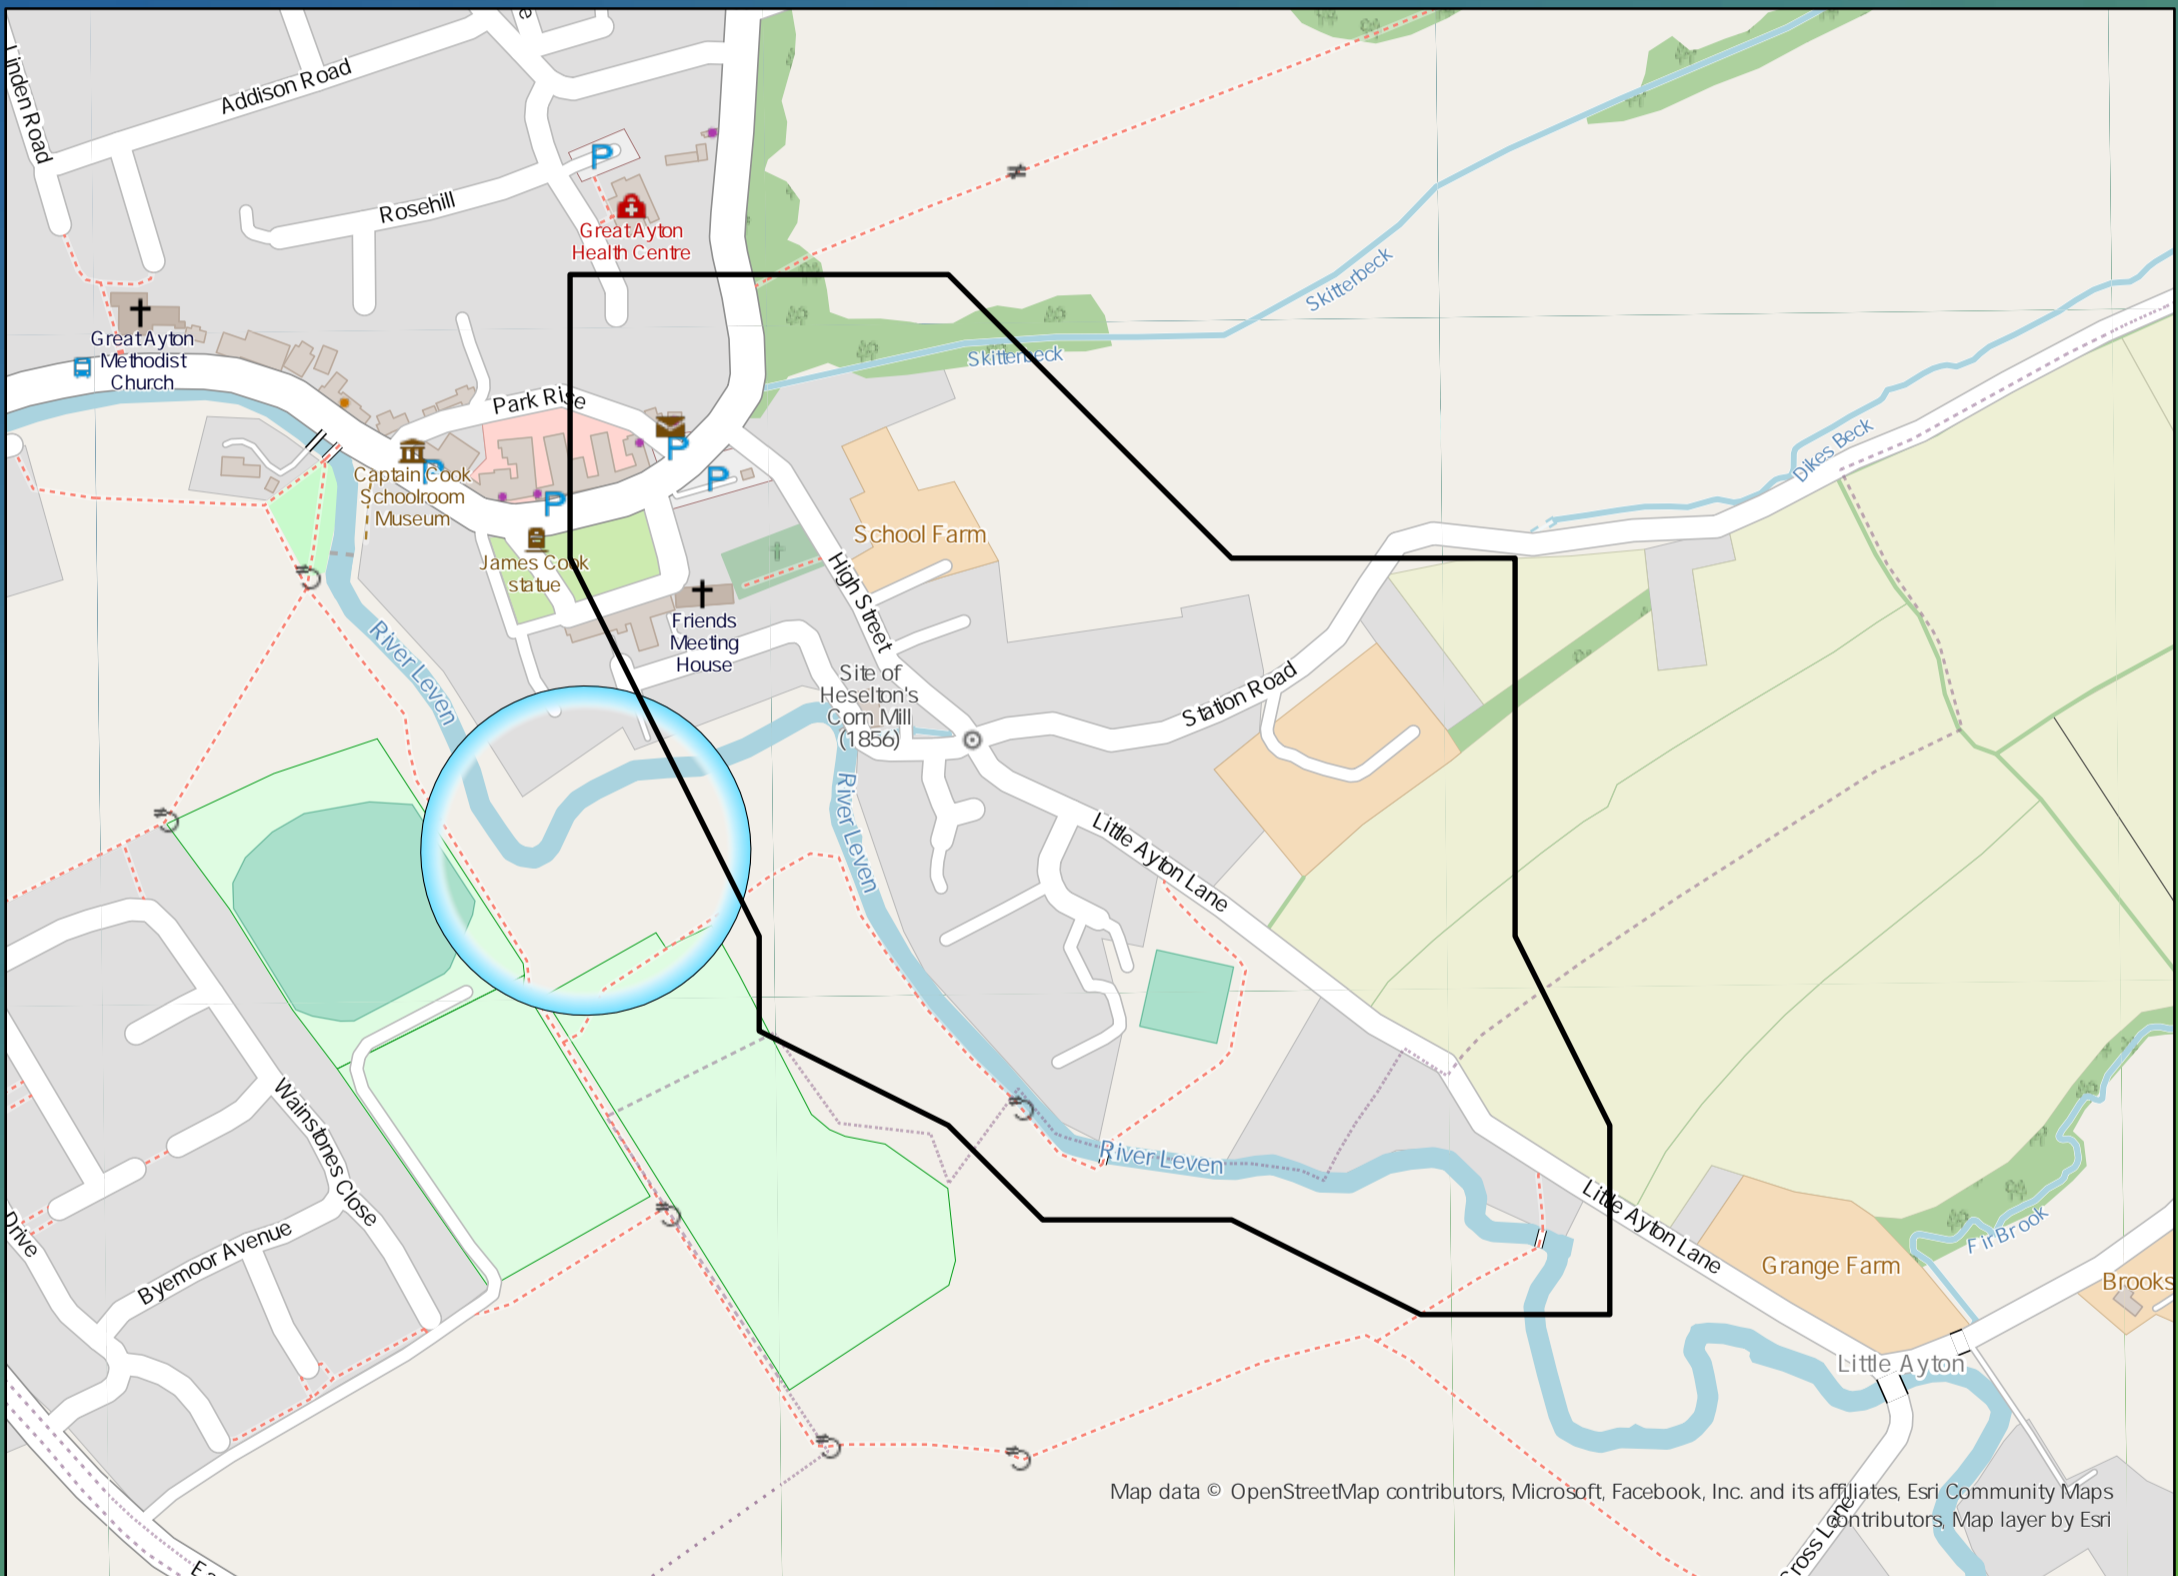 Linden Road
Addison Road
Rosehill
Great Ayton
Health Centre
Great Ayton
Methodist
Church
Park Rise
Captain Cook
Schoolroom
Museum
James Cook
statue
Friends
Meeting
House
School Farm
High Street
Site of
Heselton's
Corn Mill
(1856)
Skitterbeck
Skitterbeck
Dikes Beck
Station Road
River Leven
River Leven
Little Ayton Lane
River Leven
Little Ayton Lane
Wainstones Close
Byemoor Avenue
Drive
Grange Farm
Fir Brook
Brooks
Little Ayton
Cross Lane
Map data © OpenStreetMap contributors, Microsoft, Facebook, Inc. and its affiliates, Esri Community Maps
contributors, Map layer by Esri